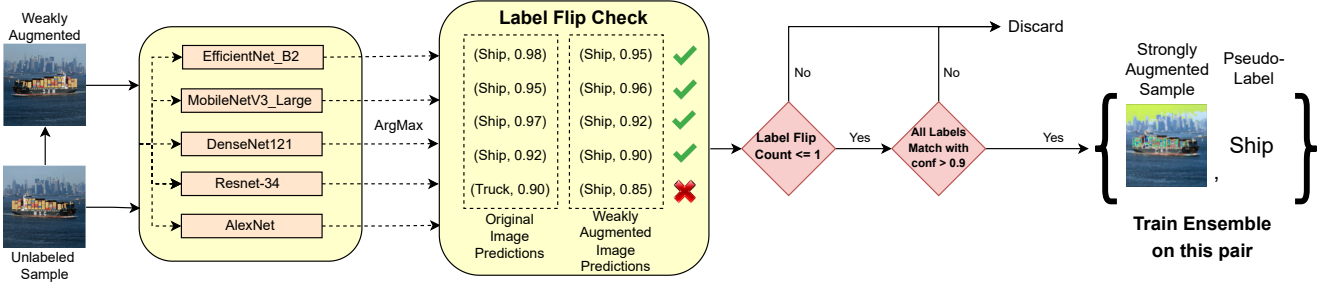 Weakly
Augmented
Unlabeled
Sample
EfficientNet_B2
MobileNetV3_Large
DenseNet121
Resnet-34
AlexNet
ArgMax
Label Flip Check
(Ship, 0.98) (Ship, 0.95)
(Ship, 0.95) (Ship, 0.96)
(Ship, 0.97) (Ship, 0.92)
(Ship, 0.92) (Ship, 0.90)
(Truck, 0.90) (Ship, 0.85)
Original
Image
Predictions
Weakly
Augmented
Image
Predictions
Label Flip
Count <= 1
No
Yes
All Labels
Match with
conf > 0.9
No
Yes
Discard
Strongly
Augmented
Sample
Pseudo-
Label
{ , Ship }
Train Ensemble
on this pair